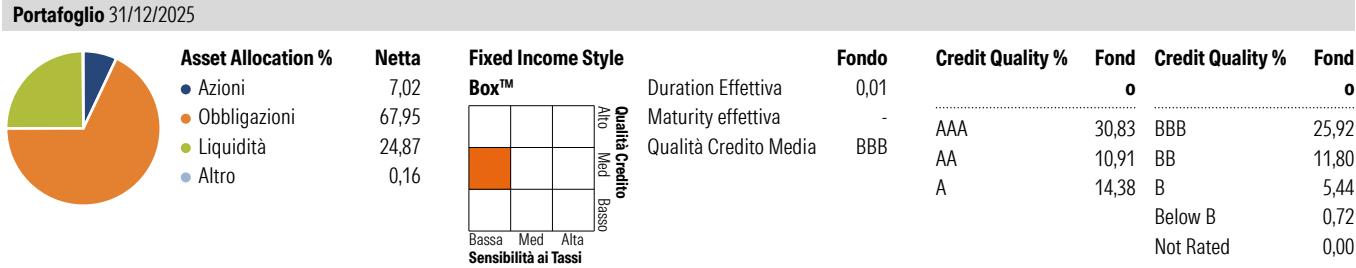 Portafoglio 31/12/2025
Asset Allocation % Netta
Azioni 7,02
Obbligazioni 67,95
Liquidità 24,87
Altro 0,16
Fixed Income Style
Box™
Alto Med Basso
Qualità Credito
Bassa Med Alta
Sensibilità ai Tassi
Fondo
Duration Effettiva 0,01
Maturity effettiva -
Qualità Credito Media BBB
Credit Quality % Fond
o
AAA 30,83
AA 10,91
A 14,38
Credit Quality % Fond
o
BBB 25,92
BB 11,80
B 5,44
Below B 0,72
Not Rated 0,00